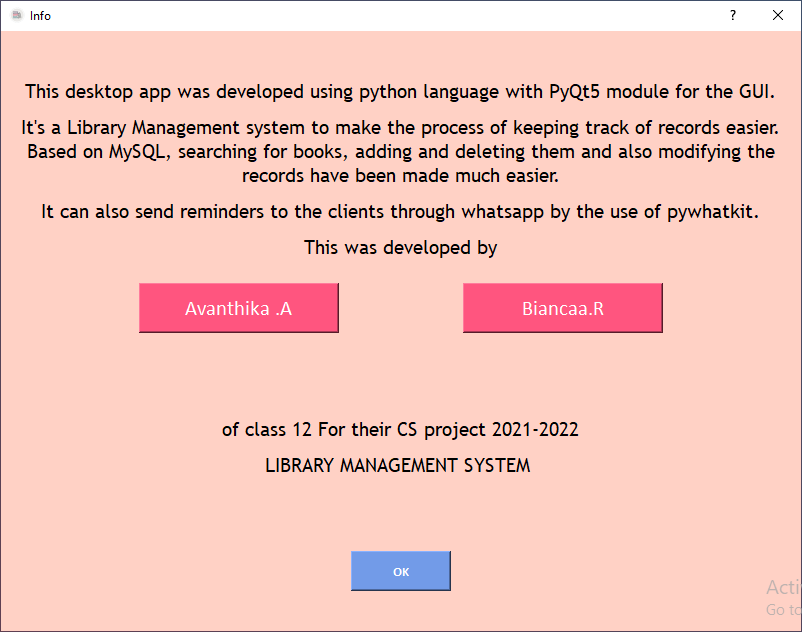 Info
?
This desktop app was developed using python language with PyQt5 module for the GUI.
It's a Library Management system to make the process of keeping track of records easier.
Based on MySQL, searching for books, adding and deleting them and also modifying the
records have been made much easier.
It can also send reminders to the clients through whatsapp by the use of pywhatkit.
This was developed by
Avanthika .A
Biancaa.R
of class 12 For their CS project 2021-2022
LIBRARY MANAGEMENT SYSTEM
OK
Go to